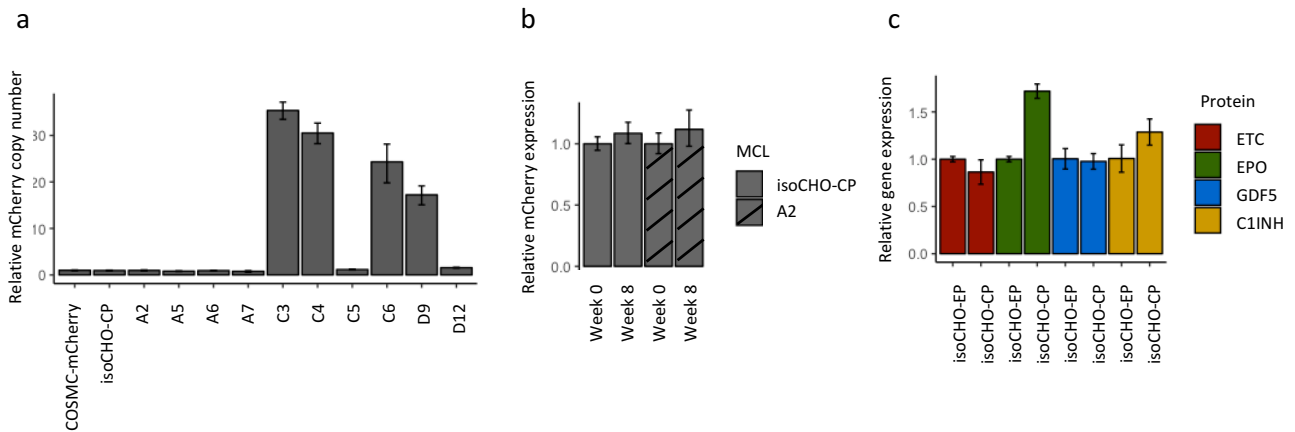 a
Relative mCherry copy number
30
20
10
0
COSMC-mCherry
isoCHO-CP
A2
A5
A6
A7
C3
C4
C5
C6
D9
D12
b
Relative mCherry expression
1.0
0.5
0.0
Week 0
Week 8
Week 0
Week 8
MCL
isoCHO-CP
A2
c
Relative gene expression
1.5
1.0
0.5
0.0
isoCHO-EP
isoCHO-CP
isoCHO-EP
isoCHO-CP
isoCHO-EP
isoCHO-CP
isoCHO-EP
isoCHO-CP
Protein
ETC
EPO
GDF5
C1INH